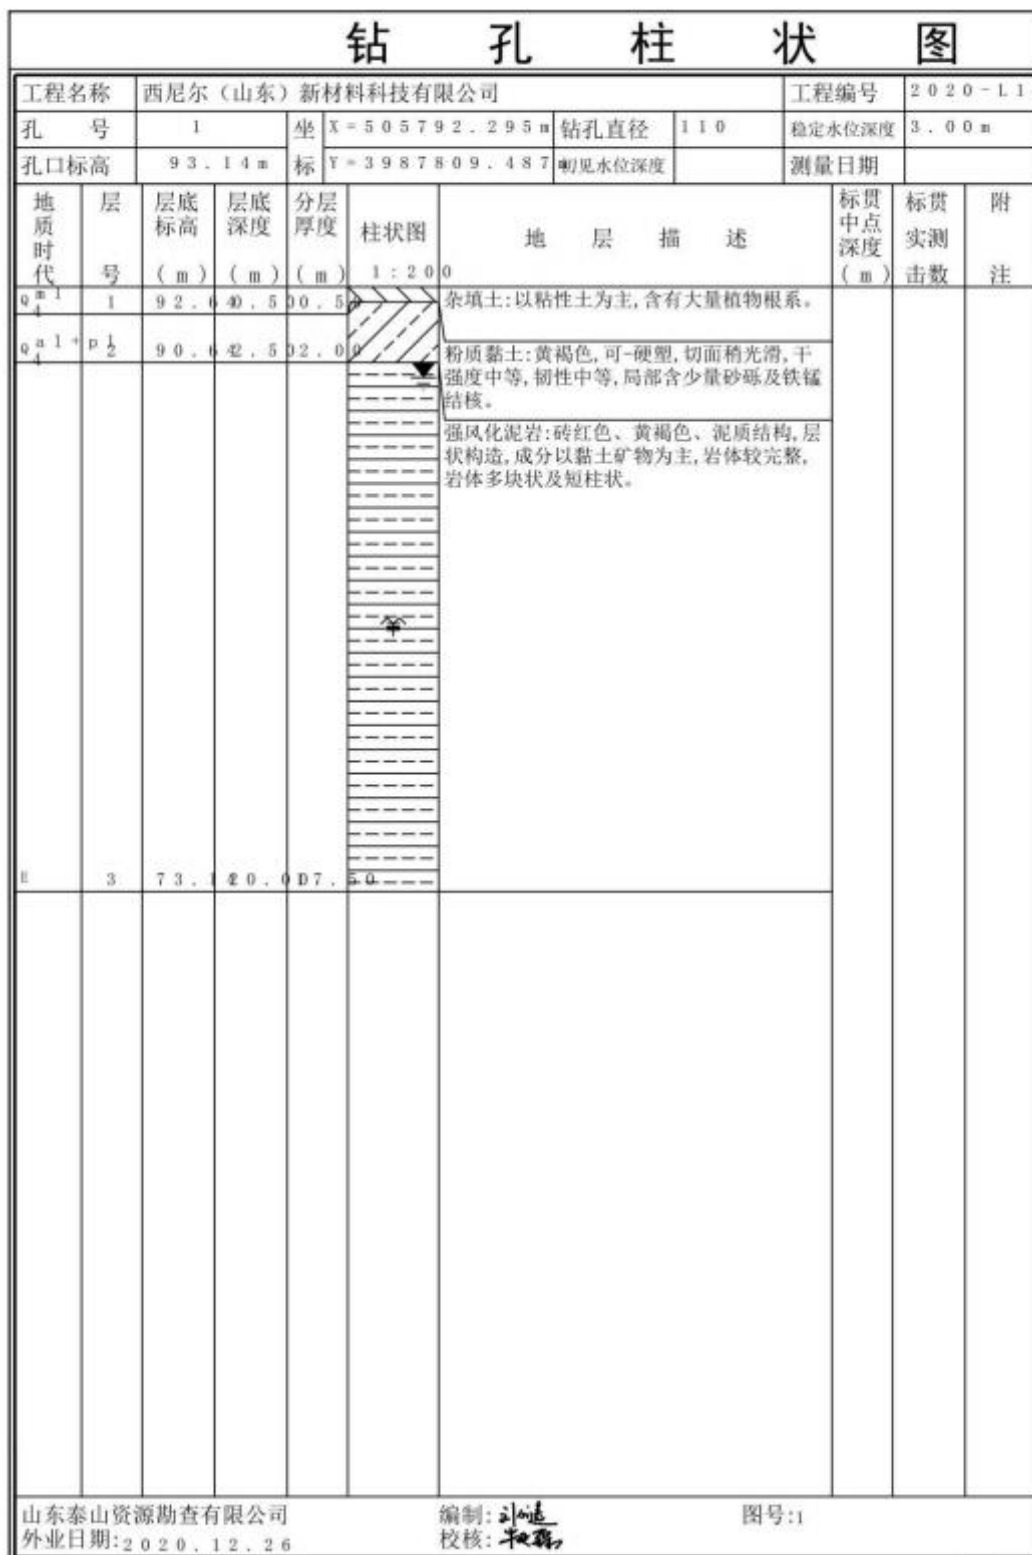 钻孔柱状图
工程名称 西尼尔（山东）新材料科技有限公司 工程编号 2020-L1
孔号 1 坐标 X=505792.295m 钻孔直径 110 稳定水位深度 3.00m
孔口标高 93.14m Y=3987809.487 初见水位深度 测量日期
地质时代 层号 层底标高(m) 层底深度(m) 分层厚度(m) 柱状图 1:200 地层描述 标贯中点深度(m) 标贯实测击数 附注
Q4ml 1 92.64 0.50 0.50 杂填土:以粘性土为主,含有大量植物根系。
Q4al+pl 2 90.64 2.50 2.00 粉质黏土:黄褐色,可-硬塑,切面稍光滑,干
强度中等,韧性中等,局部含少量砂砾及铁锰
结核。
强风化泥岩:砖红色、黄褐色、泥质结构,层
状构造,成分以黏土矿物为主,岩体较完整,
岩体多块状及短柱状。
E 3 73.14 20.00 17.50
山东泰山资源勘查有限公司 编制: 图号:1
外业日期:2020.12.26 校核: